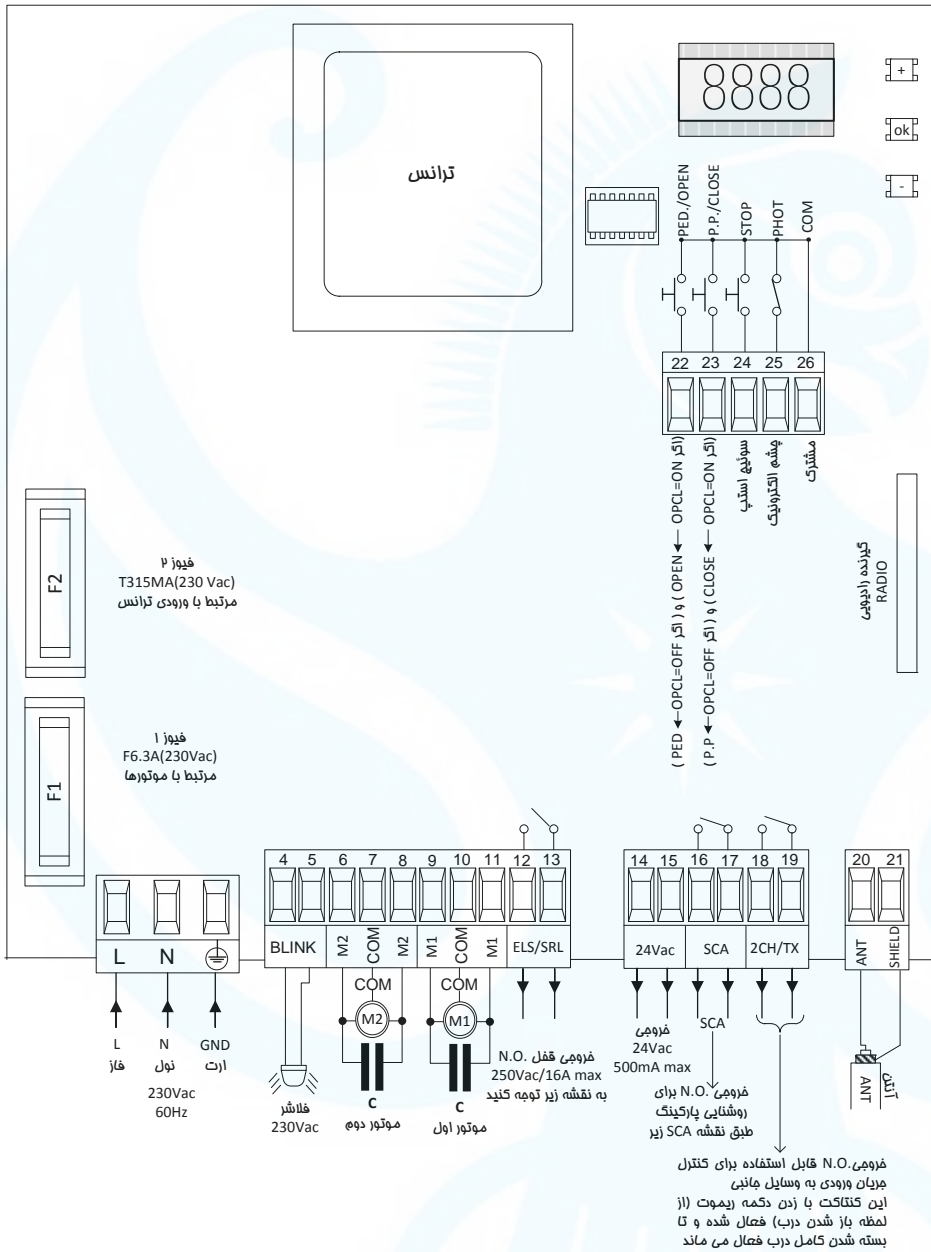 ترانس
8888
+
ok
-
PED./OPEN
P.P./CLOSE
STOP
PHOT
COM
22 23 24 25 26
(اگر OPCL=ON → OPEN ) و ( اگر OPCL=OFF → PED )
(اگر OPCL=ON → CLOSE ) و ( اگر OPCL=OFF → P.P )
سوئیچ استپ
چشم الکترونیک
مشترک
گیرنده رادیویی
RADIO
F2
فیوز ۲
T315MA(230 Vac)
مرتبط با ورودی ترانس
F1
فیوز ۱
F6.3A(230Vac)
مرتبط با موتورها
L N
L
فاز
N
نول
GND
ارت
230Vac
60Hz
4 5 6 7 8 9 10 11 12 13
BLINK M2 COM M2 M1 COM M1 ELS/SRL
COM
M2
C
موتور دوم
COM
M1
C
موتور اول
فلاشر
230Vac
خروجی قفل N.O.
250Vac/16A max
به نقشه زیر توجه کنید
14 15 16 17 18 19
24Vac SCA 2CH/TX
خروجی
24Vac
500mA max
SCA
خروجی N.O. برای
روشنایی پارکینگ
طبق نقشه SCA زیر
20 21
ANT SHIELD
ANT
آنتن
خروجی N.O. قابل استفاده برای کنترل
جریان ورودی به وسایل جانبی
این کنتاکت با زدن دکمه ریموت (از
لحظه باز شدن درب) فعال شده و تا
بسته شدن کامل درب فعال می ماند